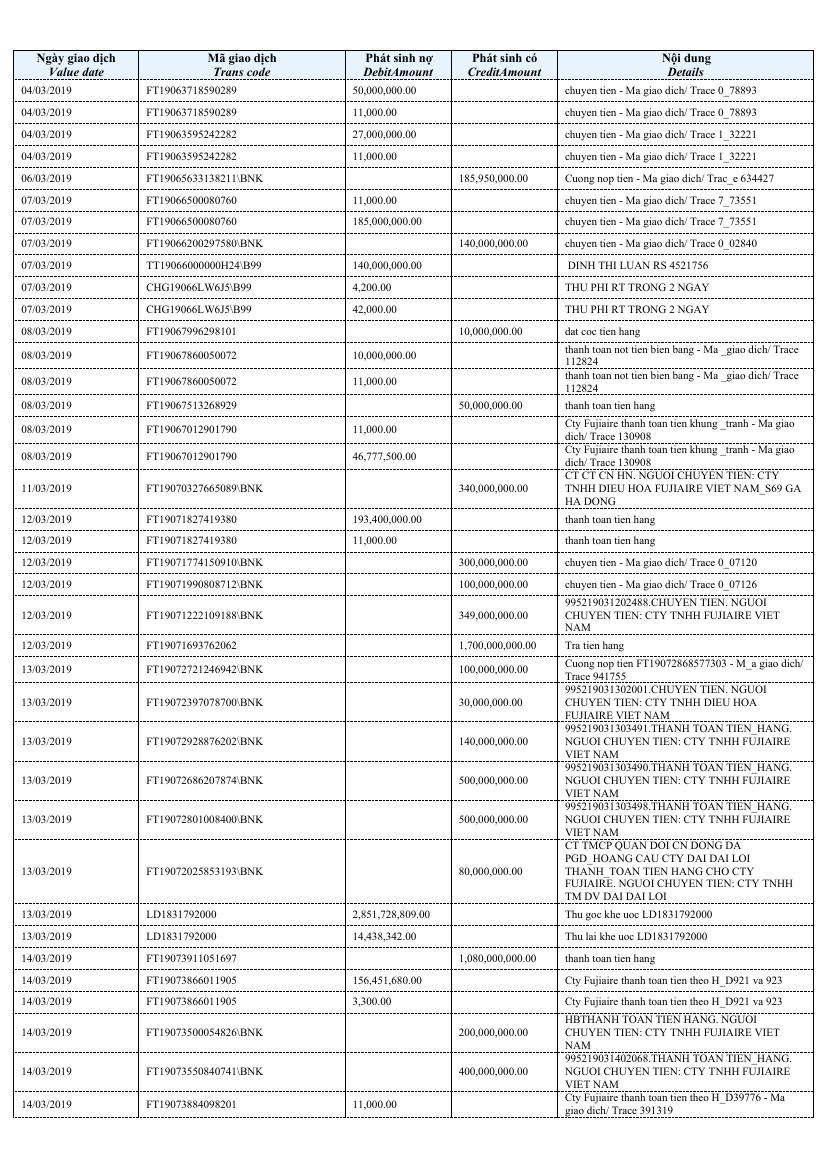 Ngày giao dịch Mã giao dịch Phát sinh nợ Phát sinh có Nội dung
Value date Trans code DebitAmount CreditAmount Details
04/03/2019 FT19063718590289 50,000,000.00 chuyen tien - Ma giao dich/ Trace 0_78893
04/03/2019 FT19063718590289 11,000.00 chuyen tien - Ma giao dich/ Trace 0_78893
04/03/2019 FT19063595242282 27,000,000.00 chuyen tien - Ma giao dich/ Trace 1_32221
04/03/2019 FT19063595242282 11,000.00 chuyen tien - Ma giao dich/ Trace 1_32221
06/03/2019 FT19065633138211\BNK 185,950,000.00 Cuong nop tien - Ma giao dich/ Trac_e 634427
07/03/2019 FT19066500080760 11,000.00 chuyen tien - Ma giao dich/ Trace 7_73551
07/03/2019 FT19066500080760 185,000,000.00 chuyen tien - Ma giao dich/ Trace 7_73551
07/03/2019 FT19066200297580\BNK 140,000,000.00 chuyen tien - Ma giao dich/ Trace 0_02840
07/03/2019 TT19066000000H24\B99 140,000,000.00 DINH THI LUAN RS 4521756
07/03/2019 CHG19066LW6J5\B99 4,200.00 THU PHI RT TRONG 2 NGAY
07/03/2019 CHG19066LW6J5\B99 42,000.00 THU PHI RT TRONG 2 NGAY
08/03/2019 FT19067996298101 10,000,000.00 dat coc tien hang
08/03/2019 FT19067860050072 10,000,000.00 thanh toan not tien bien bang - Ma _giao dich/ Trace
112824
08/03/2019 FT19067860050072 11,000.00 thanh toan not tien bien bang - Ma _giao dich/ Trace
112824
08/03/2019 FT19067513268929 50,000,000.00 thanh toan tien hang
08/03/2019 FT19067012901790 11,000.00 Cty Fujiaire thanh toan tien khung _tranh - Ma giao
dich/ Trace 130908
08/03/2019 FT19067012901790 46,777,500.00 Cty Fujiaire thanh toan tien khung _tranh - Ma giao
dich/ Trace 130908
11/03/2019 FT19070327665089\BNK 340,000,000.00 CT CT CN HN. NGUOI CHUYEN TIEN: CTY
TNHH DIEU HOA FUJIAIRE VIET NAM_S69 GA
HA DONG
12/03/2019 FT19071827419380 193,400,000.00 thanh toan tien hang
12/03/2019 FT19071827419380 11,000.00 thanh toan tien hang
12/03/2019 FT19071774150910\BNK 300,000,000.00 chuyen tien - Ma giao dich/ Trace 0_07120
12/03/2019 FT19071990808712\BNK 100,000,000.00 chuyen tien - Ma giao dich/ Trace 0_07126
12/03/2019 FT19071222109188\BNK 349,000,000.00 995219031202488.CHUYEN TIEN. NGUOI
CHUYEN TIEN: CTY TNHH FUJIAIRE VIET
NAM
12/03/2019 FT19071693762062 1,700,000,000.00 Tra tien hang
13/03/2019 FT19072721246942\BNK 100,000,000.00 Cuong nop tien FT19072868577303 - M_a giao dich/
Trace 941755
13/03/2019 FT19072397078700\BNK 30,000,000.00 995219031302001.CHUYEN TIEN. NGUOI
CHUYEN TIEN: CTY TNHH DIEU HOA
FUJIAIRE VIET NAM
13/03/2019 FT19072928876202\BNK 140,000,000.00 995219031303491.THANH TOAN TIEN_HANG.
NGUOI CHUYEN TIEN: CTY TNHH FUJIAIRE
VIET NAM
13/03/2019 FT19072686207874\BNK 500,000,000.00 995219031303490.THANH TOAN TIEN_HANG.
NGUOI CHUYEN TIEN: CTY TNHH FUJIAIRE
VIET NAM
13/03/2019 FT19072801008400\BNK 500,000,000.00 995219031303498.THANH TOAN TIEN_HANG.
NGUOI CHUYEN TIEN: CTY TNHH FUJIAIRE
VIET NAM
13/03/2019 FT19072025853193\BNK 80,000,000.00 CT TMCP QUAN DOI CN DONG DA
PGD_HOANG CAU CTY DAI DAI LOI
THANH_TOAN TIEN HANG CHO CTY
FUJIAIRE. NGUOI CHUYEN TIEN: CTY TNHH
TM DV DAI DAI LOI
13/03/2019 LD1831792000 2,851,728,809.00 Thu goc khe uoc LD1831792000
13/03/2019 LD1831792000 14,438,342.00 Thu lai khe uoc LD1831792000
14/03/2019 FT19073911051697 1,080,000,000.00 thanh toan tien hang
14/03/2019 FT19073866011905 156,451,680.00 Cty Fujiaire thanh toan tien theo H_D921 va 923
14/03/2019 FT19073866011905 3,300.00 Cty Fujiaire thanh toan tien theo H_D921 va 923
14/03/2019 FT19073500054826\BNK 200,000,000.00 HBTHANH TOAN TIEN HANG. NGUOI
CHUYEN TIEN: CTY TNHH FUJIAIRE VIET
NAM
14/03/2019 FT19073550840741\BNK 400,000,000.00 995219031402068.THANH TOAN TIEN_HANG.
NGUOI CHUYEN TIEN: CTY TNHH FUJIAIRE
VIET NAM
14/03/2019 FT19073884098201 11,000.00 Cty Fujiaire thanh toan tien theo H_D39776 - Ma
giao dich/ Trace 391319